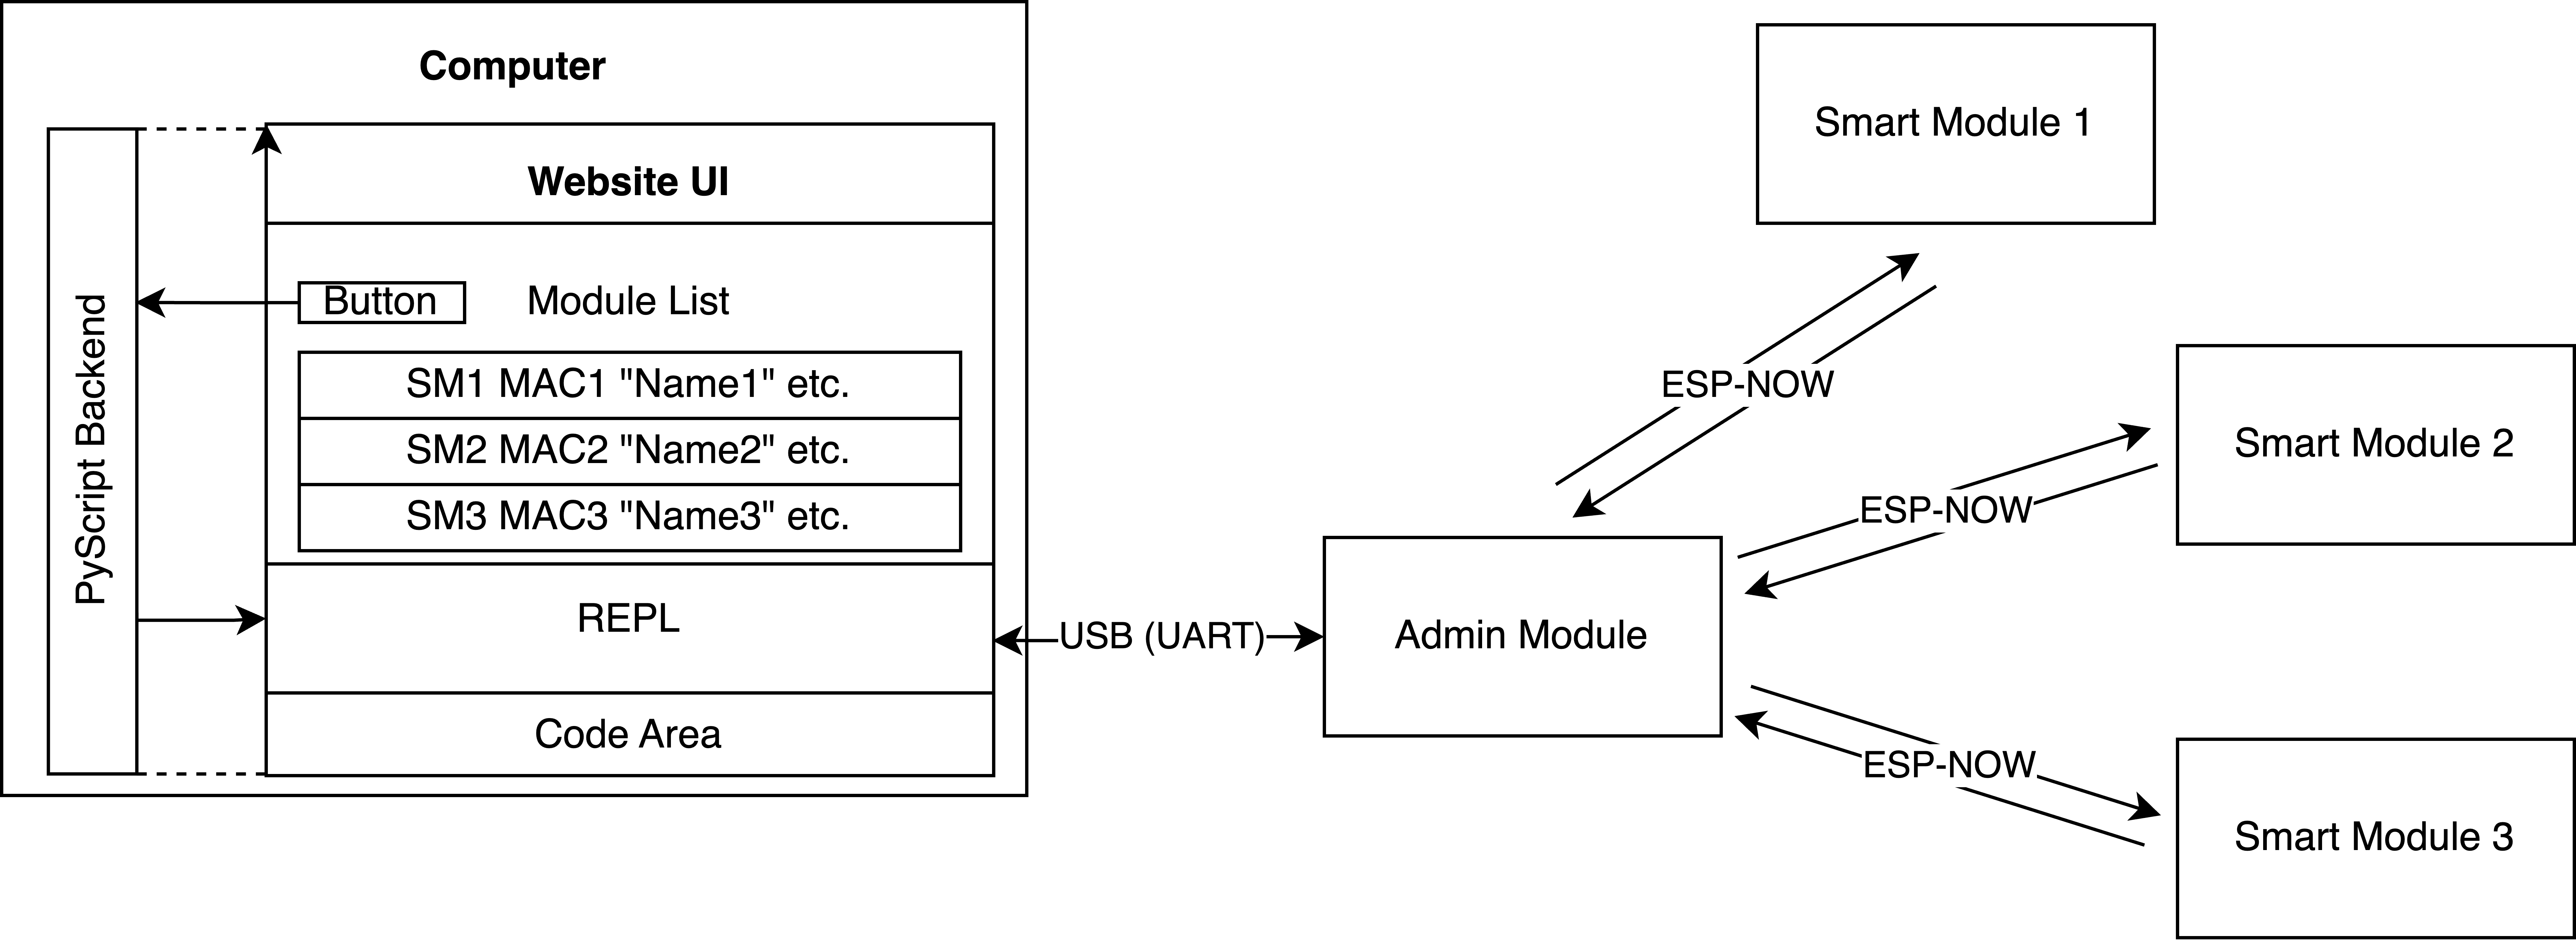 Computer
PyScript Backend
Website UI
Button
Module List
SM1 MAC1 "Name1" etc.
SM2 MAC2 "Name2" etc.
SM3 MAC3 "Name3" etc.
REPL
Code Area
USB (UART)
Admin Module
ESP-NOW
ESP-NOW
ESP-NOW
Smart Module 1
Smart Module 2
Smart Module 3